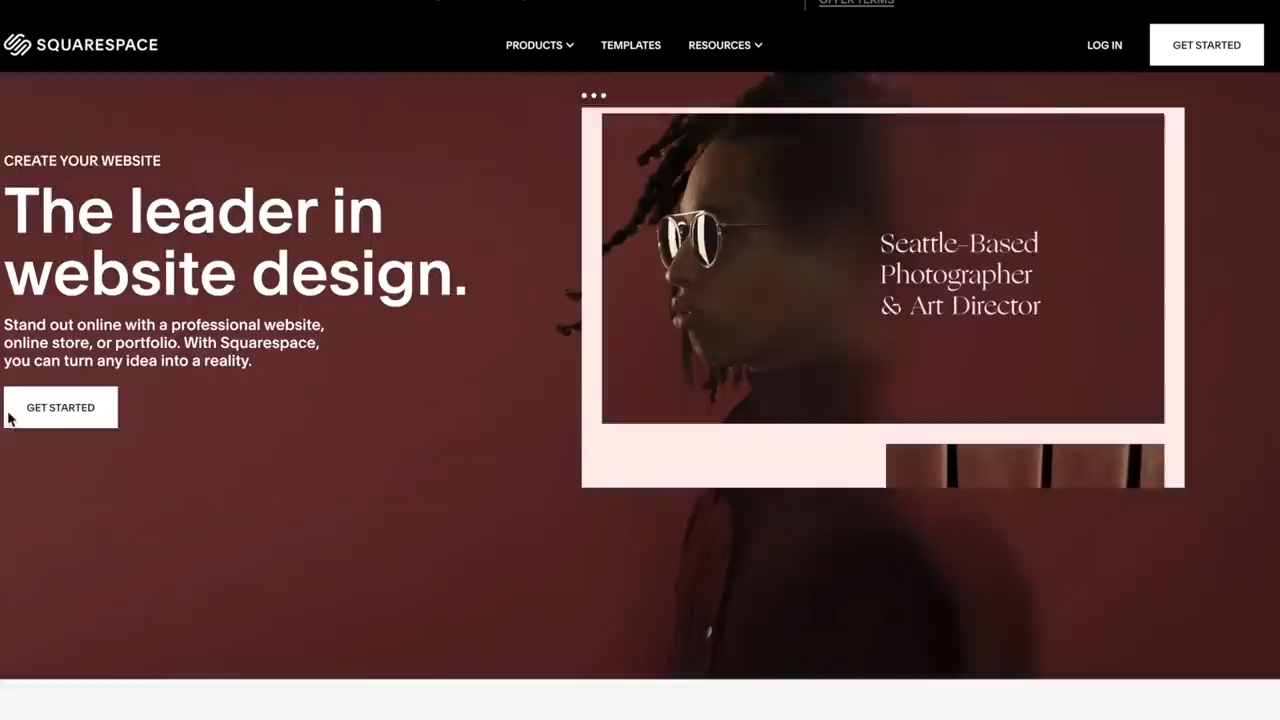 OFFER TERMS
SQUARESPACE
PRODUCTS
TEMPLATES
RESOURCES
LOG IN
GET STARTED
CREATE YOUR WEBSITE
The leader in
website design.
Stand out online with a professional website,
online store, or portfolio. With Squarespace,
you can turn any idea into a reality.
GET STARTED
Seattle-Based
Photographer
& Art Director